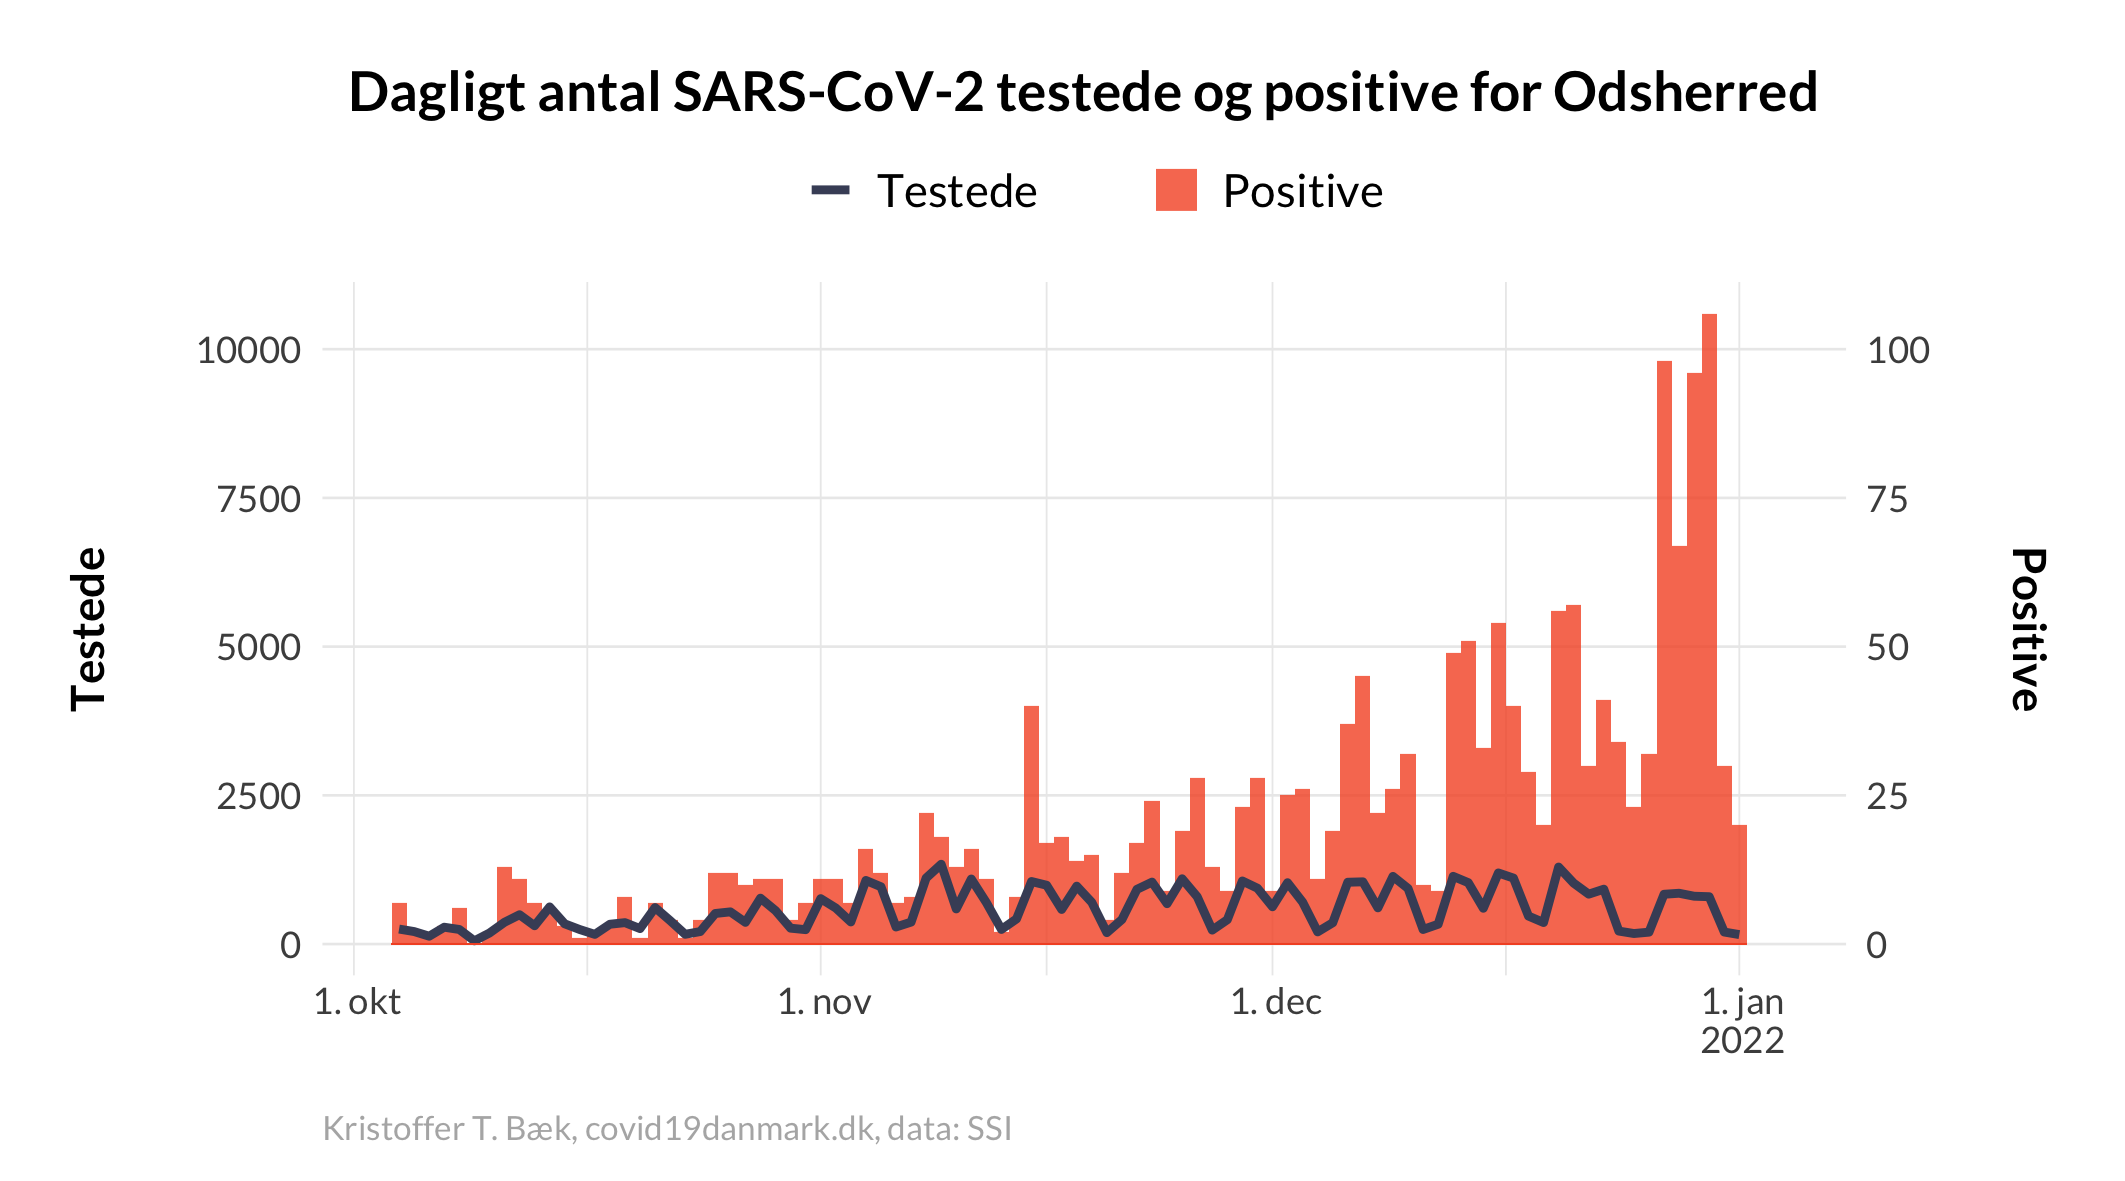 Dagligt antal SARS-CoV-2 testede og positive for Odsherred
Testede
Positive
10000
7500
5000
2500
0
100
75
50
25
0
Testede
Positive
1. okt
1. nov
1. dec
1. jan
2022
Kristoffer T. Bæk, covid19danmark.dk, data: SSI